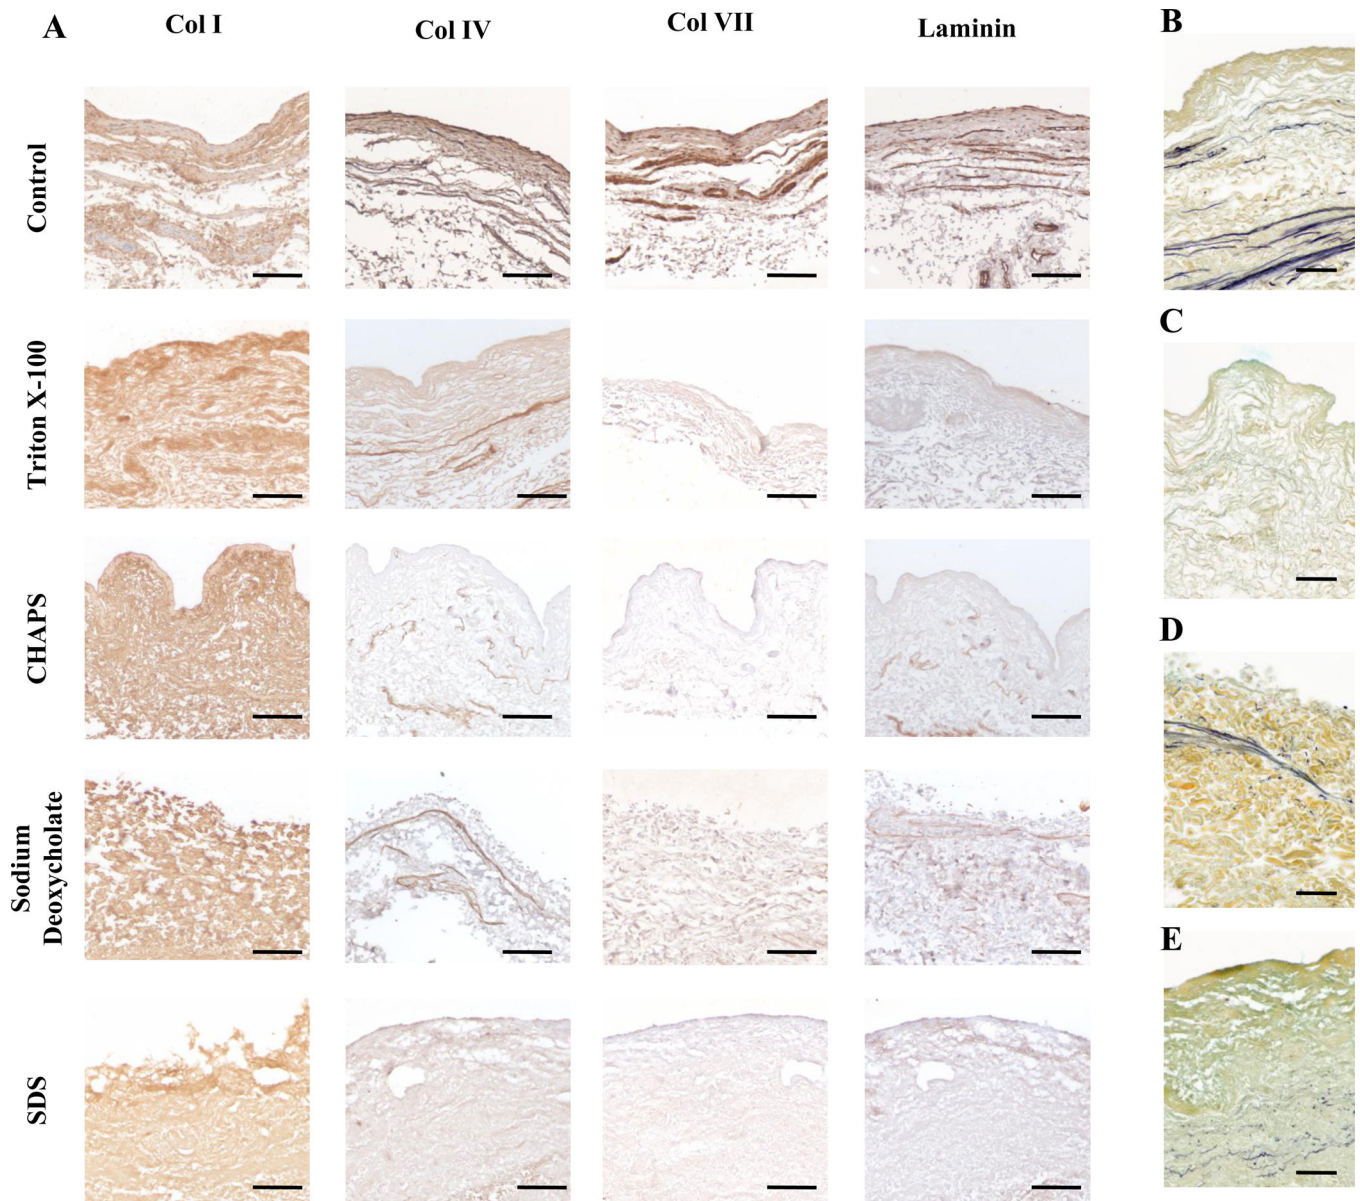 A
Col I
Col IV
Col VII
Laminin
B
Control
C
Triton X-100
D
CHAPS
Sodium
Deoxycholate
E
SDS